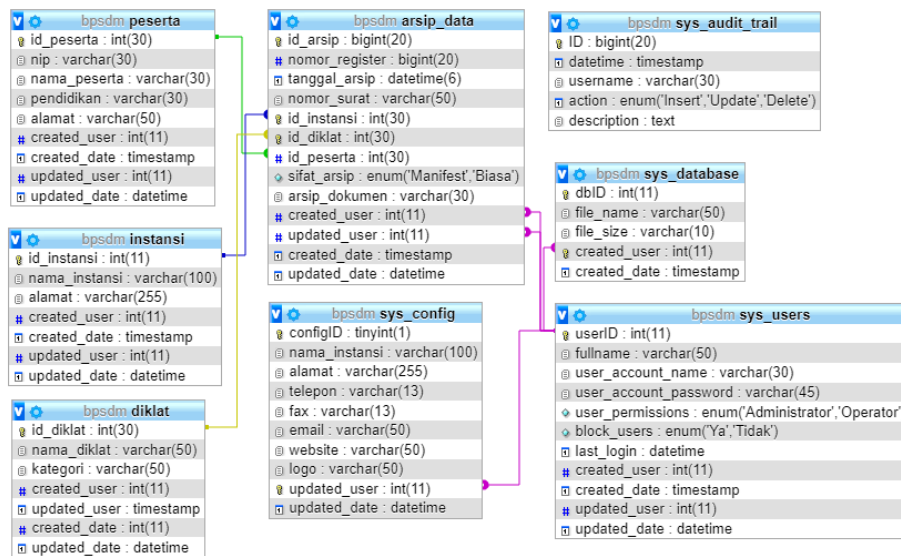 bpsdm peserta
id_peserta : int(30)
nip : varchar(30)
nama_peserta : varchar(30)
pendidikan : varchar(30)
alamat : varchar(50)
created_user : int(11)
created_date : timestamp
updated_user : int(11)
updated_date : datetime
bpsdm instansi
id_instansi : int(11)
nama_instansi : varchar(100)
alamat : varchar(255)
created_user : int(11)
created_date : timestamp
updated_user : int(11)
updated_date : datetime
bpsdm diklat
id_diklat : int(30)
nama_diklat : varchar(50)
kategori : varchar(50)
created_user : int(11)
updated_user : timestamp
created_date : int(11)
updated_date : datetime
bpsdm arsip_data
id_arsip : bigint(20)
nomor_register : bigint(20)
tanggal_arsip : datetime(6)
nomor_surat : varchar(50)
id_instansi : int(30)
id_diklat : int(30)
id_peserta : int(30)
sifat_arsip : enum('Manifest','Biasa')
arsip_dokumen : varchar(30)
created_user : int(11)
updated_user : int(11)
created_date : timestamp
updated_date : datetime
bpsdm sys_config
configID : tinyint(1)
nama_instansi : varchar(100)
alamat : varchar(255)
telepon : varchar(13)
fax : varchar(13)
email : varchar(50)
website : varchar(50)
logo : varchar(50)
updated_user : int(11)
updated_date : datetime
bpsdm sys_audit_trail
ID : bigint(20)
datetime : timestamp
username : varchar(30)
action : enum('Insert','Update','Delete')
description : text
bpsdm sys_database
dbID : int(11)
file_name : varchar(50)
file_size : varchar(10)
created_user : int(11)
created_date : timestamp
bpsdm sys_users
userID : int(11)
fullname : varchar(50)
user_account_name : varchar(30)
user_account_password : varchar(45)
user_permissions : enum('Administrator','Operator'
block_users : enum('Ya','Tidak')
last_login : datetime
created_user : int(11)
created_date : timestamp
updated_user : int(11)
updated_date : datetime